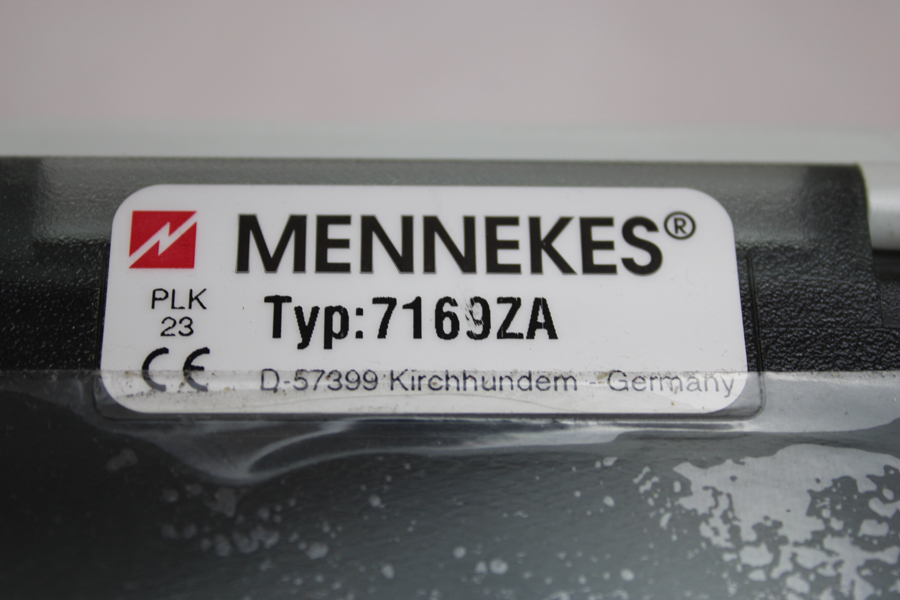 MENNEKES®
PLK
23
CE
Typ:7169ZA
D-57399 Kirchhundem - Germany